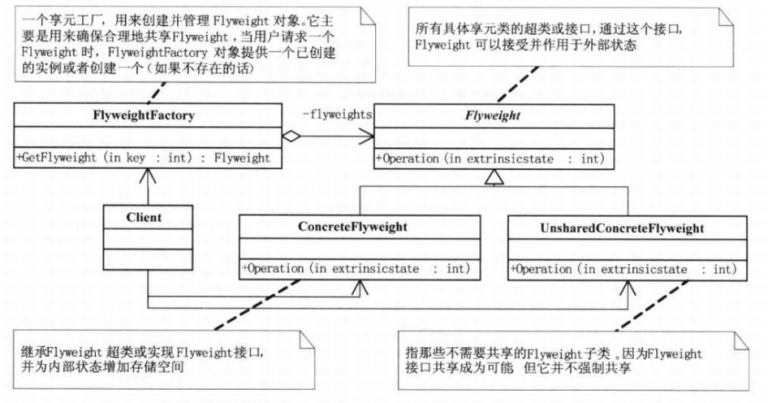 一个享元工厂，用来创建并管理 Flyweight 对象。它主
要是用来确保合理地共享Flyweight，当用户请求一个
Flyweight 时，FlyweightFactory 对象提供一个已创建
的实例或者创建一个（如果不存在的话）
所有具体享元类的超类或接口，通过这个接口，
Flyweight 可以接受并作用于外部状态
FlyweightFactory
+GetFlyweight (in key : int) : Flyweight
-flyweights
Flyweight
+Operation (in extrinsicstate : int)
Client
ConcreteFlyweight
+Operation (in extrinsicstate : int)
UnsharedConcreteFlyweight
+Operation (in extrinsicstate : int)
继承Flyweight 超类或实现 Flyweight接口，
并为内部状态增加存储空间
指那些不需要共享的Flyweight 子类。因为Flyweight
接口共享成为可能 但它并不强制共享